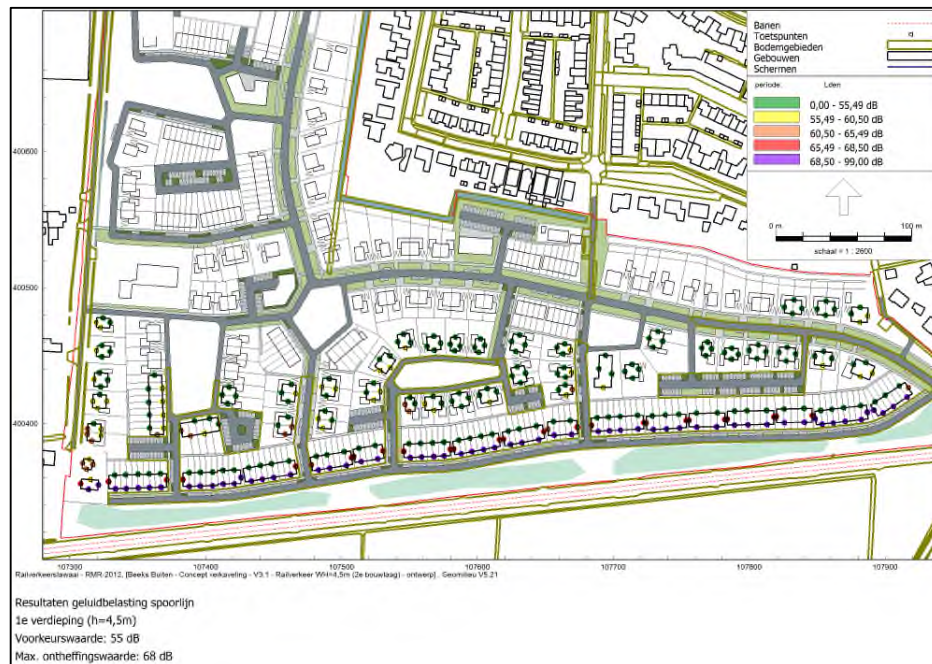 Banen
Toetspunten
Bodemgebieden
Gebouwen
Schermen
periode: Lden
0,00 - 55,49 dB
55,49 - 60,50 dB
60,50 - 65,49 dB
65,49 - 68,50 dB
68,50 - 99,00 dB
0 m 100 m
schaal = 1 : 2600
400600
400500
400400
107300 107400 107500 107600 107700 107800 107900
Railverkeerslawaai - RMR-2012, [Beeks Buiten - Concept verkaveling - V3.1 - Railverkeer WH=4,5m (2e bouwlaag) - ontwerp] , Geomilieu V5.21
Resultaten geluidbelasting spoorlijn
1e verdieping (h=4,5m)
Voorkeurswaarde: 55 dB
Max. ontheffingswaarde: 68 dB